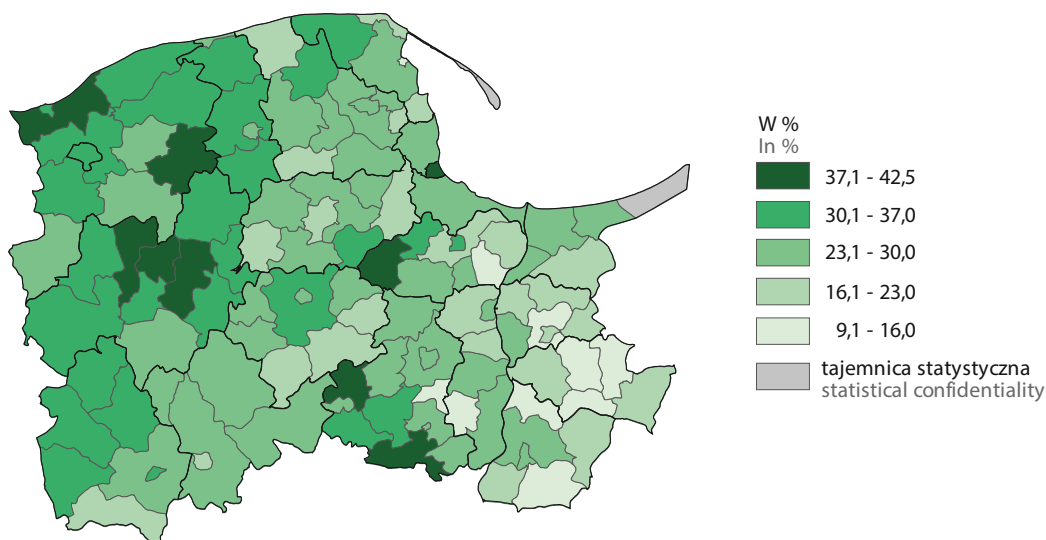 W %
In %
37,1 - 42,5
30,1 - 37,0
23,1 - 30,0
16,1 - 23,0
9,1 - 16,0
tajemnica statystyczna
statistical confidentiality